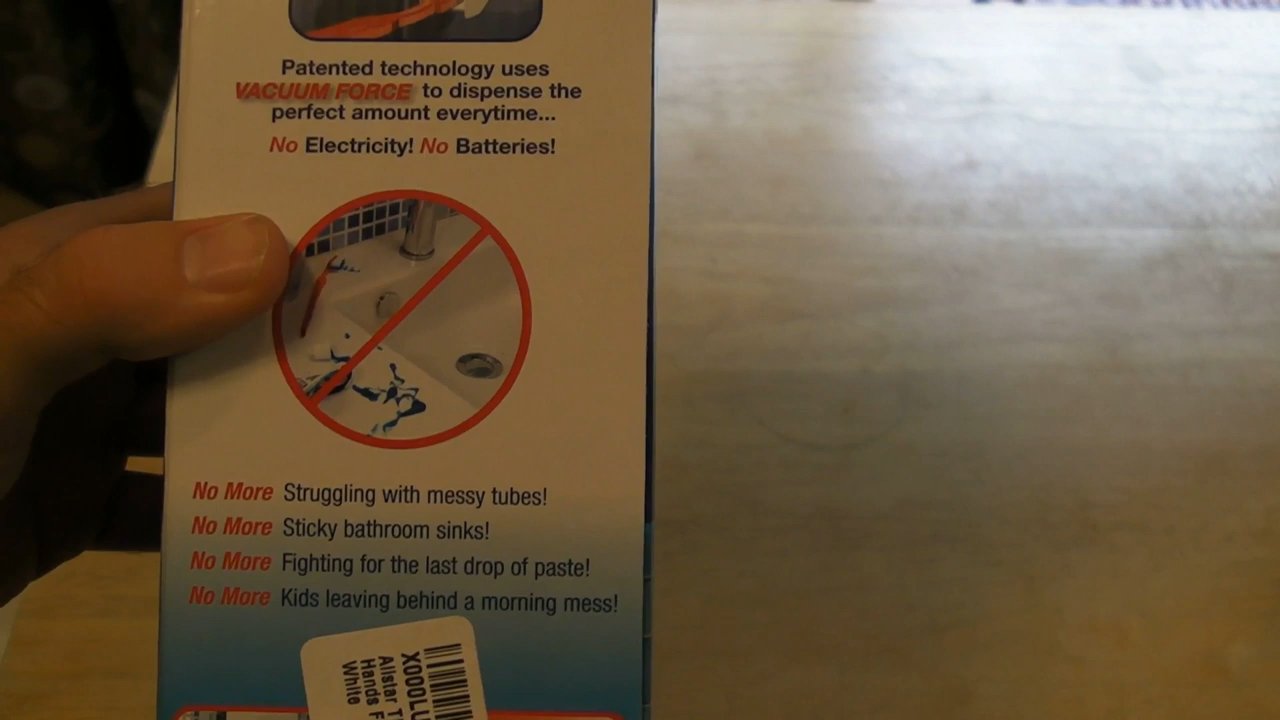 Patented technology uses
VACUUM FORCE to dispense the
perfect amount everytime...
No Electricity! No Batteries!
No More Struggling with messy tubes!
No More Sticky bathroom sinks!
No More Fighting for the last drop of paste!
No More Kids leaving behind a morning mess!
X000LU
Allstar T
Hands F
White